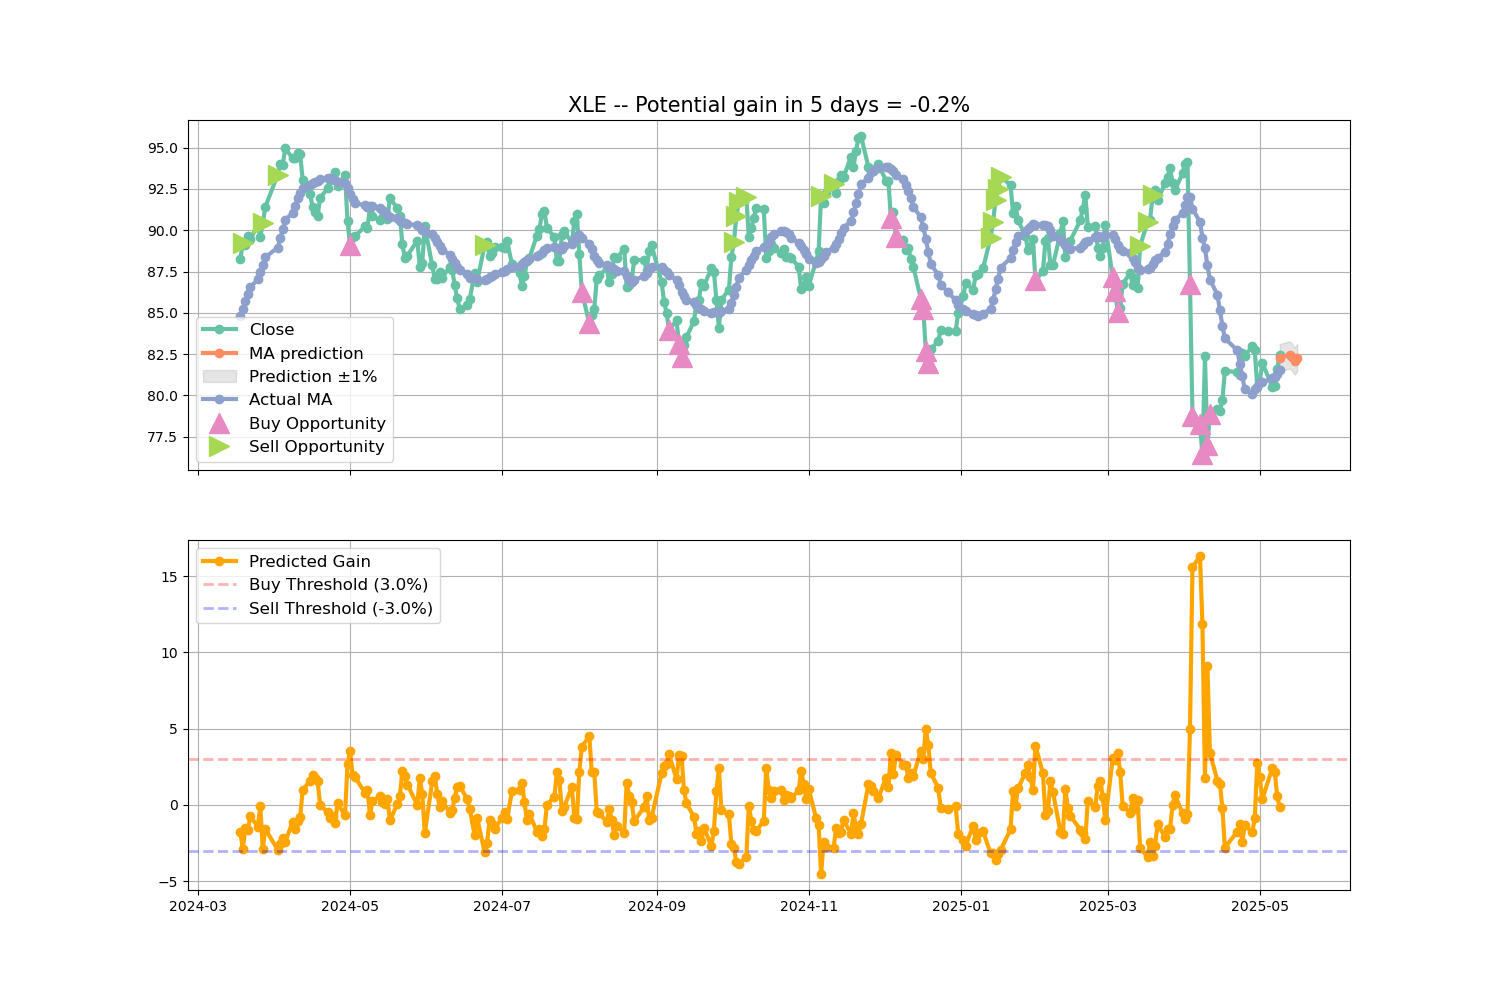 XLE -- Potential gain in 5 days = -0.2%
95.0
92.5
90.0
87.5
85.0
82.5
80.0
77.5
Close
MA prediction
Prediction ±1%
Actual MA
Buy Opportunity
Sell Opportunity
15
10
5
0
−5
Predicted Gain
Buy Threshold (3.0%)
Sell Threshold (-3.0%)
2024-03 2024-05 2024-07 2024-09 2024-11 2025-01 2025-03 2025-05